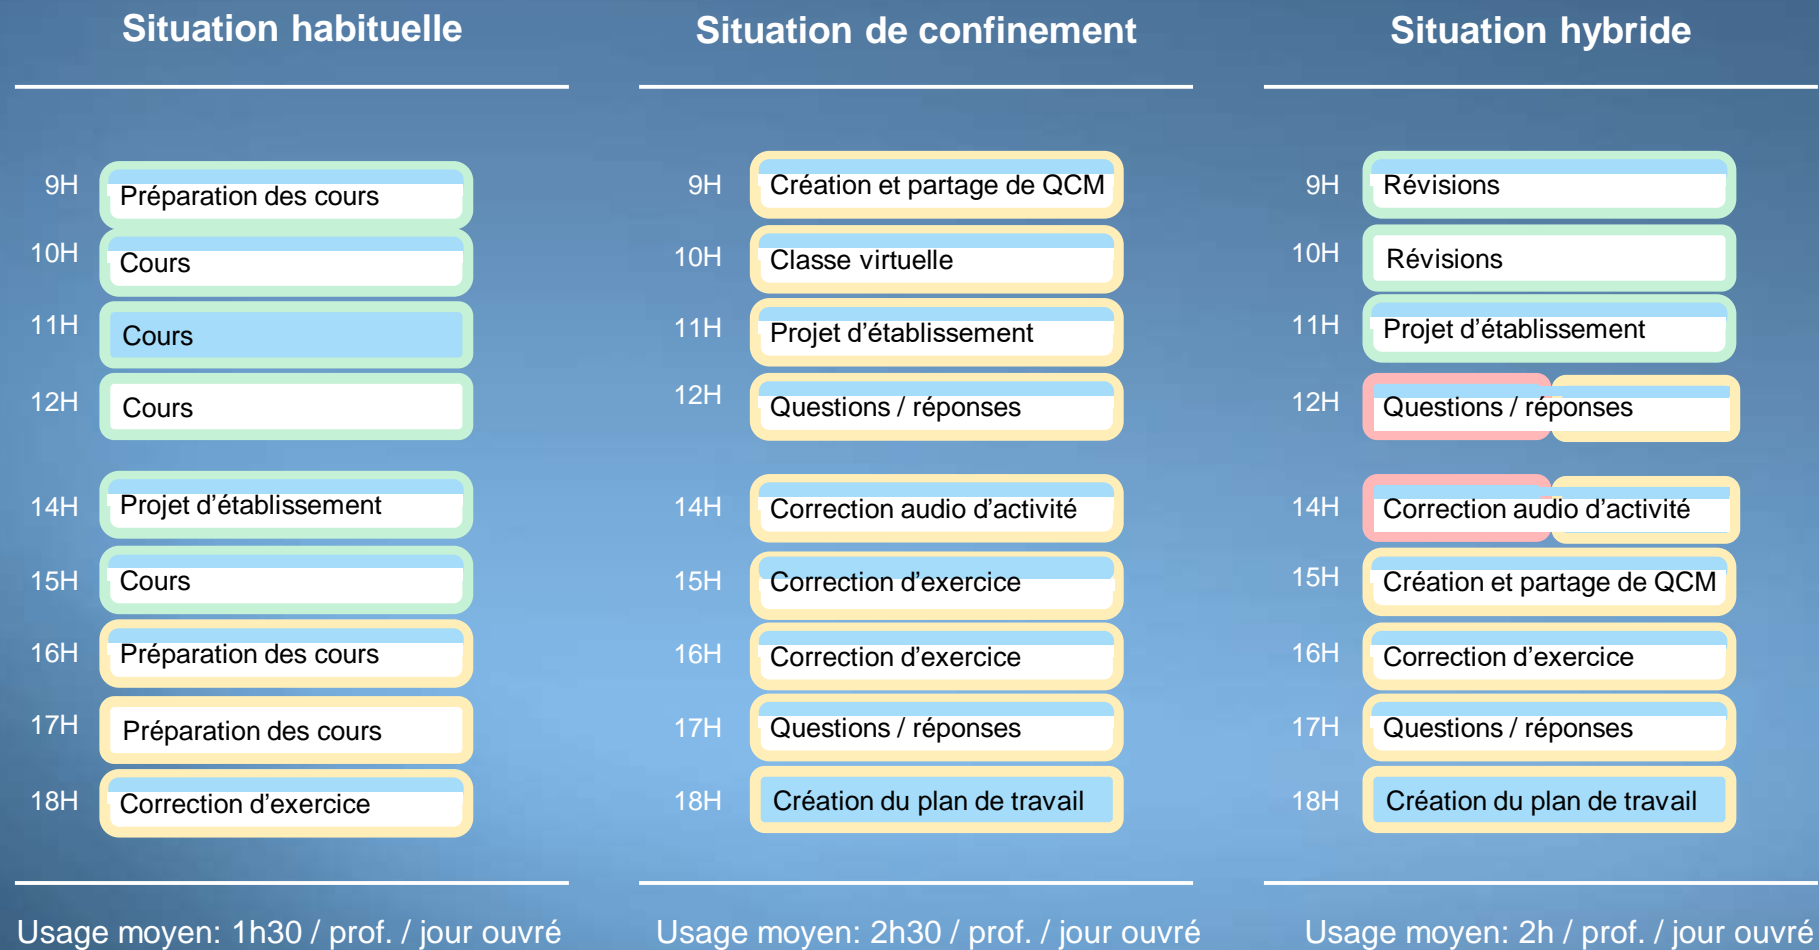 Situation habituelle
9H Préparation des cours
10H Cours
11H Cours
12H Cours
14H Projet d’établissement
15H Cours
16H Préparation des cours
17H Préparation des cours
18H Correction d’exercice
Usage moyen: 1h30 / prof. / jour ouvré
Situation de confinement
9H Création et partage de QCM
10H Classe virtuelle
11H Projet d’établissement
12H Questions / réponses
14H Correction audio d’activité
15H Correction d’exercice
16H Correction d’exercice
17H Questions / réponses
18H Création du plan de travail
Usage moyen: 2h30 / prof. / jour ouvré
Situation hybride
9H Révisions
10H Révisions
11H Projet d’établissement
12H Questions / réponses
14H Correction audio d’activité
15H Création et partage de QCM
16H Correction d’exercice
17H Questions / réponses
18H Création du plan de travail
Usage moyen: 2h / prof. / jour ouvré